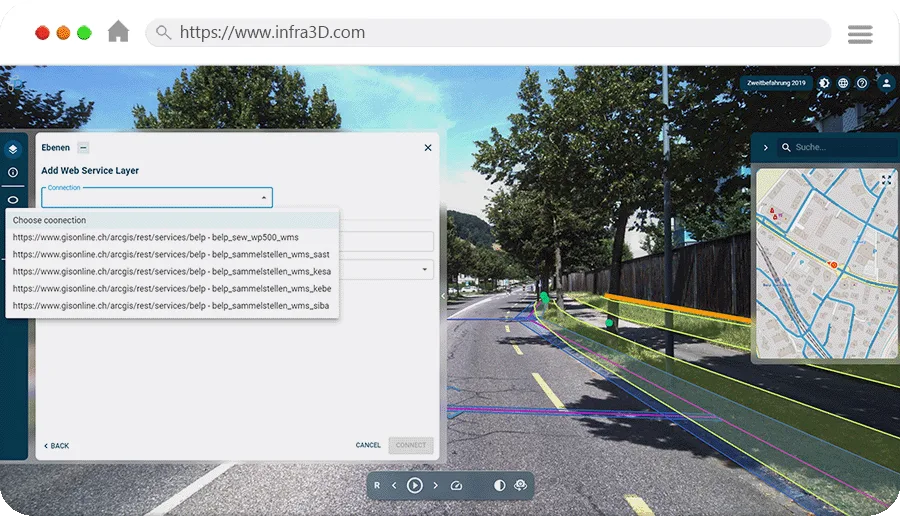 https://www.infra3D.com
Zweitbefahrung 2019
Ebenen
Add Web Service Layer
Connection
Choose connection
https://www.gisonline.ch/arcgis/rest/services/belp - belp_sew_wp500_wms
https://www.gisonline.ch/arcgis/rest/services/belp - belp_sammelstellen_wms_sast
https://www.gisonline.ch/arcgis/rest/services/belp - belp_sammelstellen_wms_kesa
https://www.gisonline.ch/arcgis/rest/services/belp - belp_sammelstellen_wms_kebe
https://www.gisonline.ch/arcgis/rest/services/belp - belp_sammelstellen_wms_siba
BACK
CANCEL
CONNECT
Suche...
R